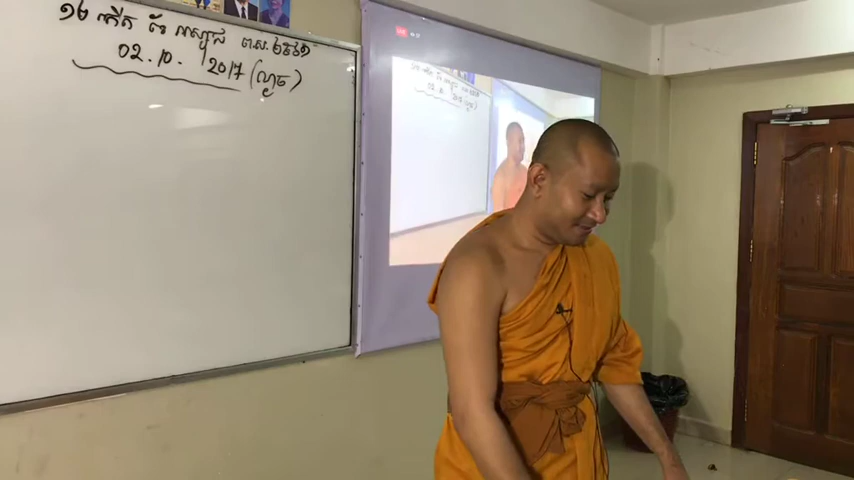 ១២ កើត ខែ អស្សុជ ព.ស. ២៥៦១
02.10.2017 (ល្ងាច)